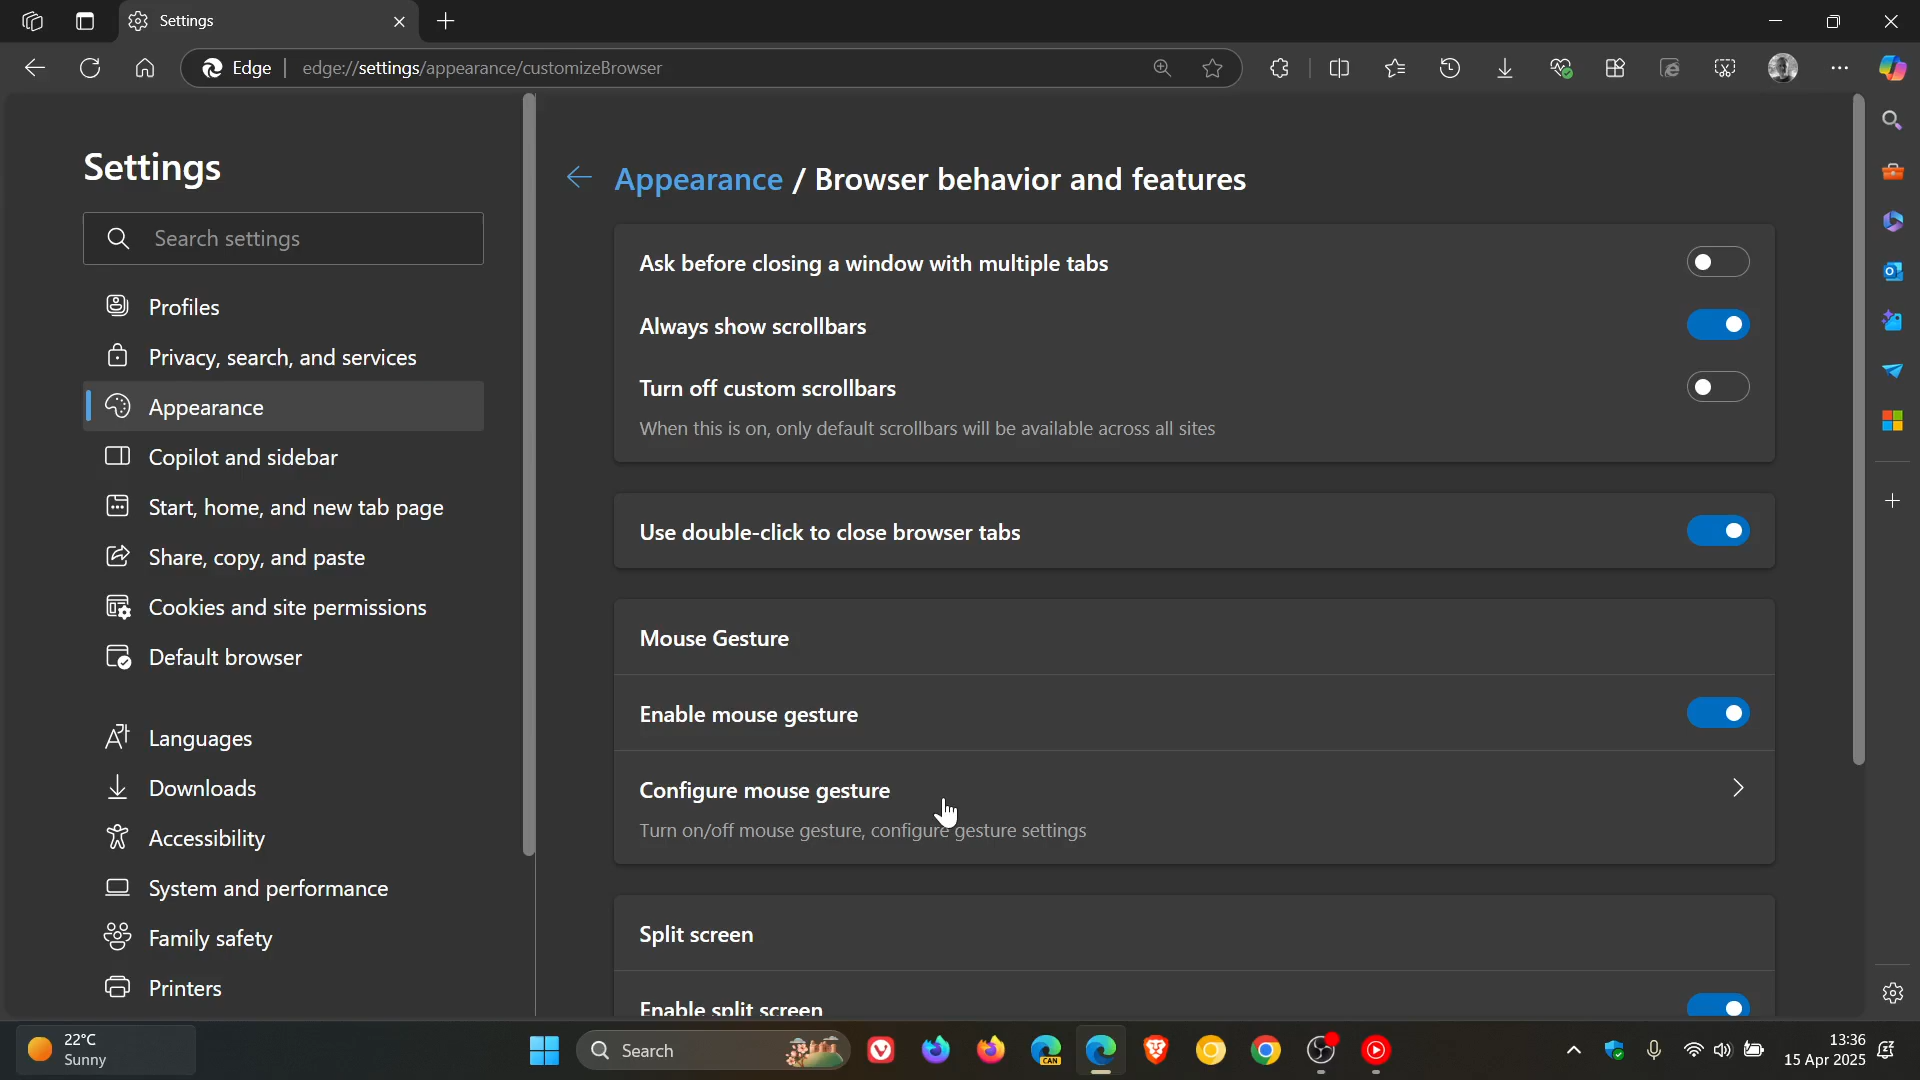 Settings
Edge
edge://settings/appearance/customizeBrowser
Settings
Search settings
Profiles
Privacy, search, and services
Appearance
Copilot and sidebar
Start, home, and new tab page
Share, copy, and paste
Cookies and site permissions
Default browser
Languages
Downloads
Accessibility
System and performance
Family safety
Printers
Appearance / Browser behavior and features
Ask before closing a window with multiple tabs
Always show scrollbars
Turn off custom scrollbars
When this is on, only default scrollbars will be available across all sites
Use double-click to close browser tabs
Mouse Gesture
Enable mouse gesture
Configure mouse gesture
Turn on/off mouse gesture, configure gesture settings
Split screen
Enable split screen
22°C
Sunny
Search
CAN
13:36
15 Apr 2025